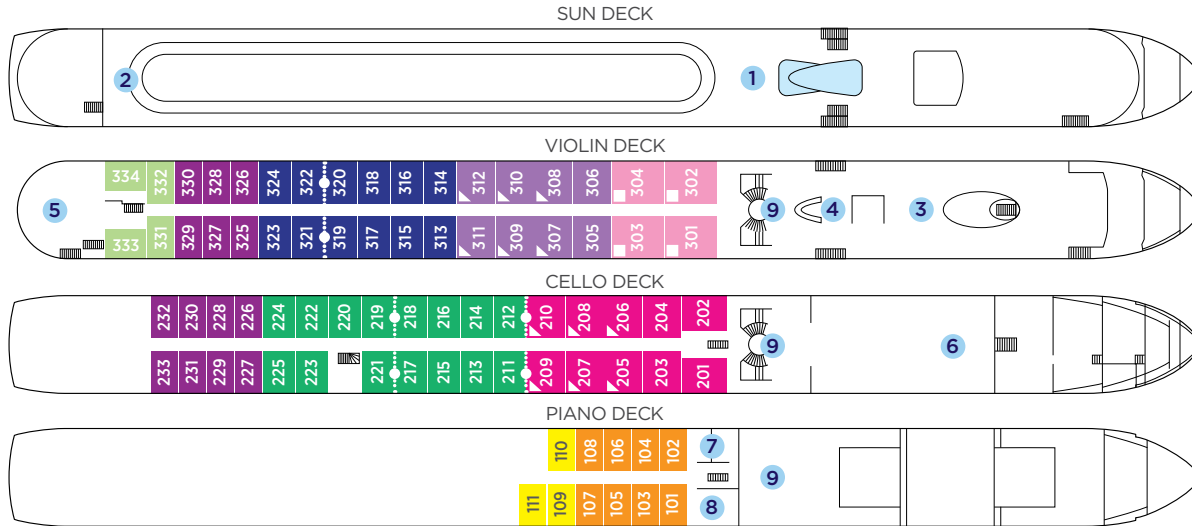 SUN DECK
2 1
VIOLIN DECK
334 332 330 328 326 324 322 320 318 316 314 312 310 308 306 304 302
5 9 4 3
333 331 329 327 325 323 321 319 317 315 313 311 309 307 305 303 301
CELLO DECK
232 230 228 226 224 222 220 219 218 216 214 212 210 208 206 204 202
9 6
233 231 229 227 225 223 221 217 215 213 211 209 207 205 203 201
PIANO DECK
110 108 106 104 102 7
9
111 109 107 105 103 101 8